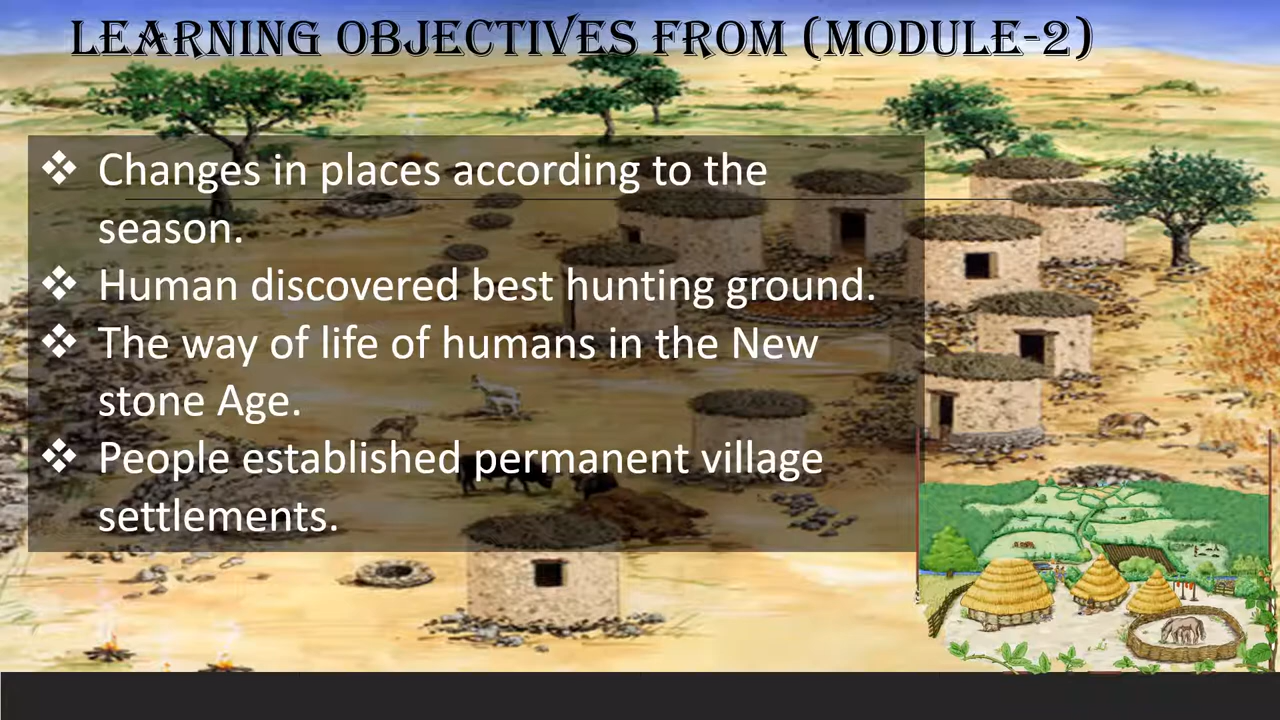 LEARNING OBJECTIVES FROM (MODULE-2)
❖ Changes in places according to the
season.
❖ Human discovered best hunting ground.
❖ The way of life of humans in the New
stone Age.
❖ People established permanent village
settlements.